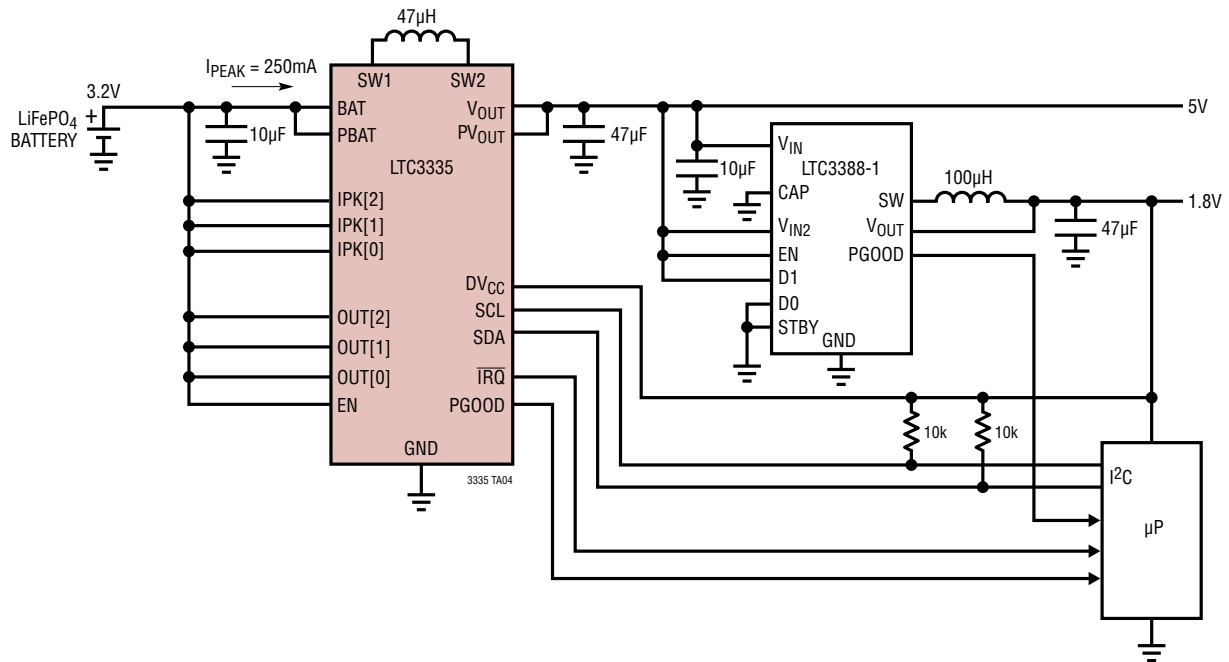 47µH
IPEAK = 250mA
SW1
SW2
3.2V
LiFePO4
BATTERY
+
10µF
BAT
PBAT
LTC3335
VOUT
PVOUT
47µF
5V
IPK[2]
IPK[1]
IPK[0]
OUT[2]
OUT[1]
OUT[0]
EN
DVCC
SCL
SDA
IRQ
PGOOD
GND
3335 TA04
10µF
VIN
LTC3388-1
CAP
VIN2
EN
D1
D0
STBY
GND
SW
VOUT
PGOOD
100µH
1.8V
47µF
10k
10k
I2C
µP